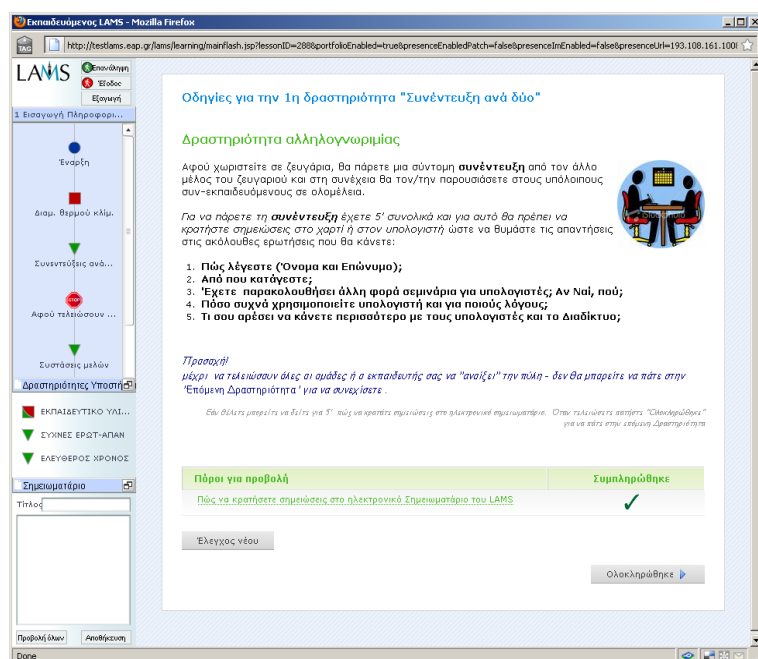 Εκπαιδευόμενος LAMS - Mozilla Firefox
TAG
http://testlams.eap.gr/lams/learning/mainflash.jsp?lessonID=288&portfolioEnabled=true&presenceEnabledPatch=false&presenceImEnabled=false&presenceUrl=193.108.161.100(
LAMS
Επανάληψη
Έξοδος
Εξαγωγή
1 Εισαγωγή Πληροφορι...
Έναρξη
Διαμ. θερμού κλίμ.
Συνεντεύξεις ανά...
STOP
Αφού τελειώσουν ...
Συστάσεις μελών
Δραστηριότητες Υποστή
ΕΚΠΑΙΔΕΥΤΙΚΟ ΥΛΙ...
ΣΥΧΝΕΣ ΕΡΩΤ-ΑΠΑΝ
ΕΛΕΥΘΕΡΟΣ ΧΡΟΝΟΣ
Σημειωματάριο
Τίτλος
Προβολή όλων
Αποθήκευση
Οδηγίες για την 1η δραστηριότητα "Συνέντευξη ανά δύο"
Δραστηριότητα αλληλογνωριμίας
Αφού χωριστείτε σε ζευγάρια, θα πάρετε μια σύντομη συνέντευξη από τον άλλο
μέλος του ζευγαριού και στη συνέχεια θα τον/την παρουσιάσετε στους υπόλοιπους
συν-εκπαιδευόμενους σε ολομέλεια.
Για να πάρετε τη συνέντευξη έχετε 5' συνολικά και για αυτό θα πρέπει να
κρατήστε σημειώσεις στο χαρτί ή στον υπολογιστή ώστε να θυμάστε τις απαντήσεις
στις ακόλουθες ερωτήσεις που θα κάνετε:
1. Πώς λέγεστε (Όνομα και Επώνυμο);
2. Από που κατάγεστε;
3. 'Εχετε παρακολουθήσει άλλη φορά σεμινάρια για υπολογιστές; Αν Ναί, πού;
4. Πόσο συχνά χρησιμοποιείτε υπολογιστή και για ποιούς λόγους;
5. Τι σου αρέσει να κάνετε περισσότερο με τους υπολογιστές και το Διαδίκτυο;
Προσοχή!
μέχρι να τελειώσουν όλες οι ομάδες ή ο εκπαιδευτής σας να "ανοίξει" την πύλη - δεν θα μπορείτε να πάτε στην
'Επόμενη Δραστηριότητα ' για να συνεχίσετε .
Εάν θέλετε μπορείτε να δείτε για 5' πώς να κρατάτε σημειώσεις στο ηλεκτρονικό σημειωματάριο. Όταν τελειώσετε πατήστε "Ολοκληρώθηκε"
για να πάτε στην επόμενη Δραστηριότητα
Πόροι για προβολή
Συμπληρώθηκε
Πώς να κρατήσετε σημειώσεις στο ηλεκτρονικό Σημειωματάριο του LAMS
Έλεγχος νέου
Ολοκληρώθηκε
Done